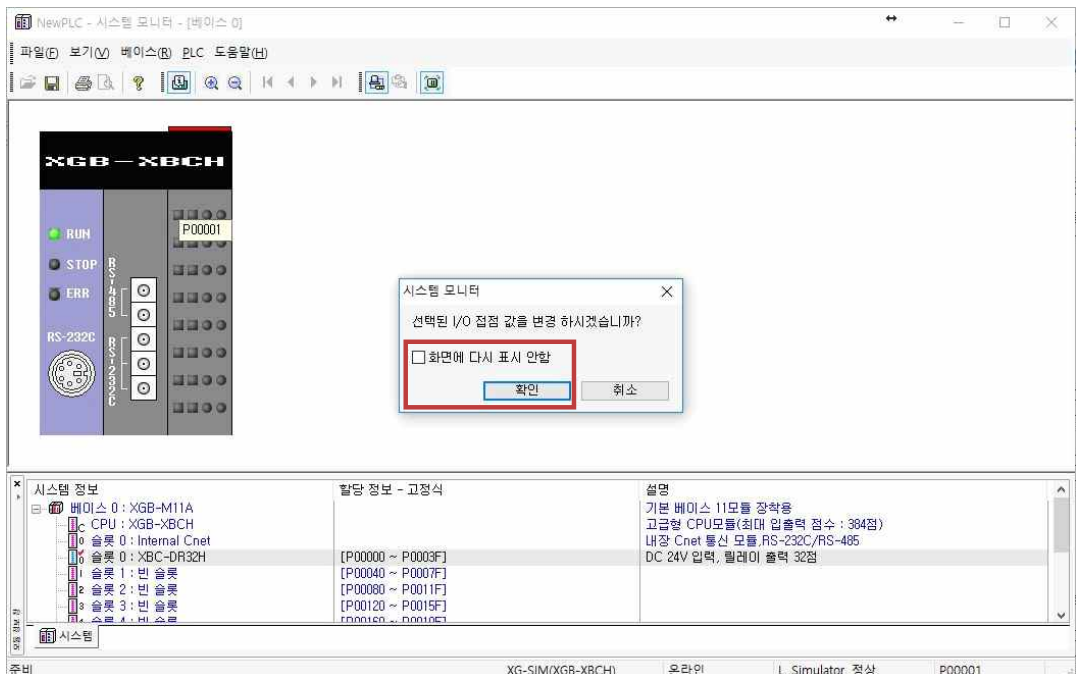 NewPLC - 시스템 모니터 - [베이스 0]
파일(F) 보기(V) 베이스(R) PLC 도움말(H)
XGB-XBCH
RUN
P00001
STOP
ERR
RS-485
RS-232C
RS-232C
시스템 모니터
선택된 I/O 접점 값을 변경 하시겠습니까?
화면에 다시 표시 안함
확인 취소
시스템 정보 할당 정보 - 고정식 설명
베이스 0 : XGB-M11A 기본 베이스 11모듈 장착용
CPU : XGB-XBCH 고급형 CPU모듈(최대 입출력 점수 : 384점)
슬롯 0 : Internal Cnet 내장 Cnet 통신 모듈,RS-232C/RS-485
슬롯 0 : XBC-DR32H [P00000 ~ P0003F] DC 24V 입력, 릴레이 출력 32점
슬롯 1 : 빈 슬롯 [P00040 ~ P0007F]
슬롯 2 : 빈 슬롯 [P00080 ~ P0011F]
슬롯 3 : 빈 슬롯 [P00120 ~ P0015F]
슬롯 4 : 빈 슬롯 [P00160 ~ P0019F]
시스템
준비 XG-SIM(XGB-XBCH) 온라인 L, Simulator 정상 P00001